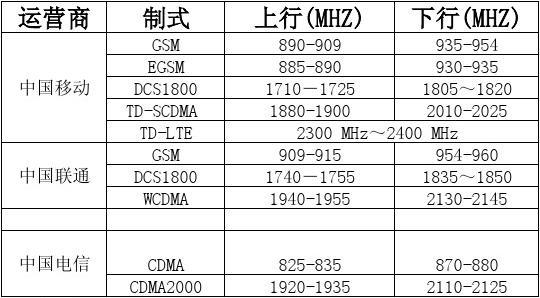 运营商 制式 上行(MHZ) 下行(MHZ)
中国移动 GSM 890-909 935-954
EGSM 885-890 930-935
DCS1800 1710－1725 1805～1820
TD-SCDMA 1880-1900 2010-2025
TD-LTE 2300 MHz～2400 MHz
中国联通 GSM 909-915 954-960
DCS1800 1740－1755 1835～1850
WCDMA 1940-1955 2130-2145
中国电信 CDMA 825-835 870-880
CDMA2000 1920-1935 2110-2125